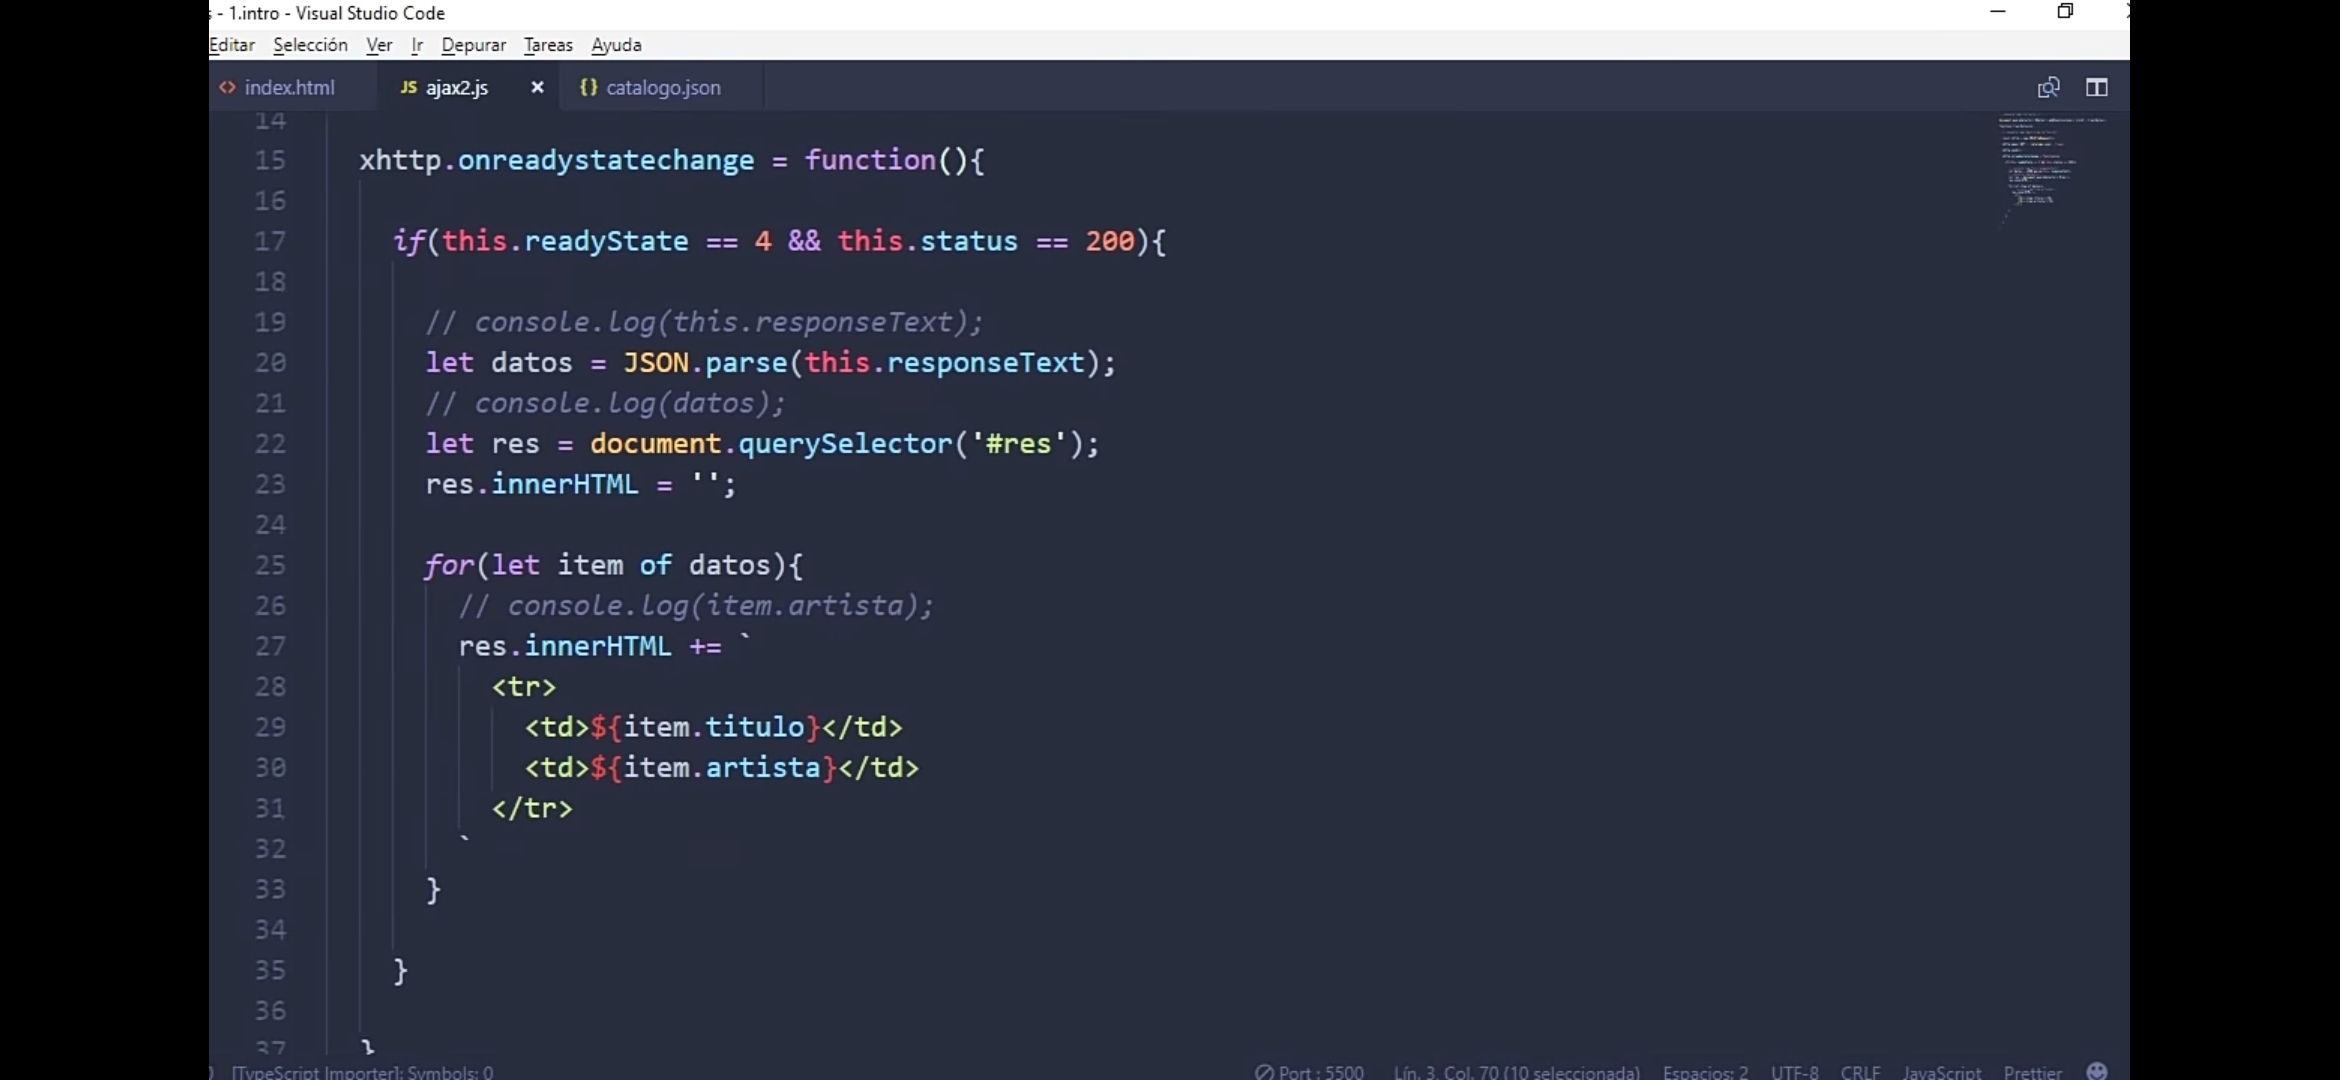 - 1.intro - Visual Studio Code
Editar Selección Ver Ir Depurar Tareas Ayuda
<> index.html JS ajax2.js × {} catalogo.json
14
15 xhttp.onreadystatechange = function(){
16
17 if(this.readyState == 4 && this.status == 200){
18
19 // console.log(this.responseText);
20 let datos = JSON.parse(this.responseText);
21 // console.log(datos);
22 let res = document.querySelector('#res');
23 res.innerHTML = '';
24
25 for(let item of datos){
26 // console.log(item.artista);
27 res.innerHTML += `
28 <tr>
29 <td>${item.titulo}</td>
30 <td>${item.artista}</td>
31 </tr>
32 `
33 }
34
35 }
36
37 }
[TypeScript Importer]: Symbols: 0 Port : 5500 Lín. 3, Col. 70 (10 seleccionada) Espacios: 2 UTF-8 CRLF JavaScript Prettier